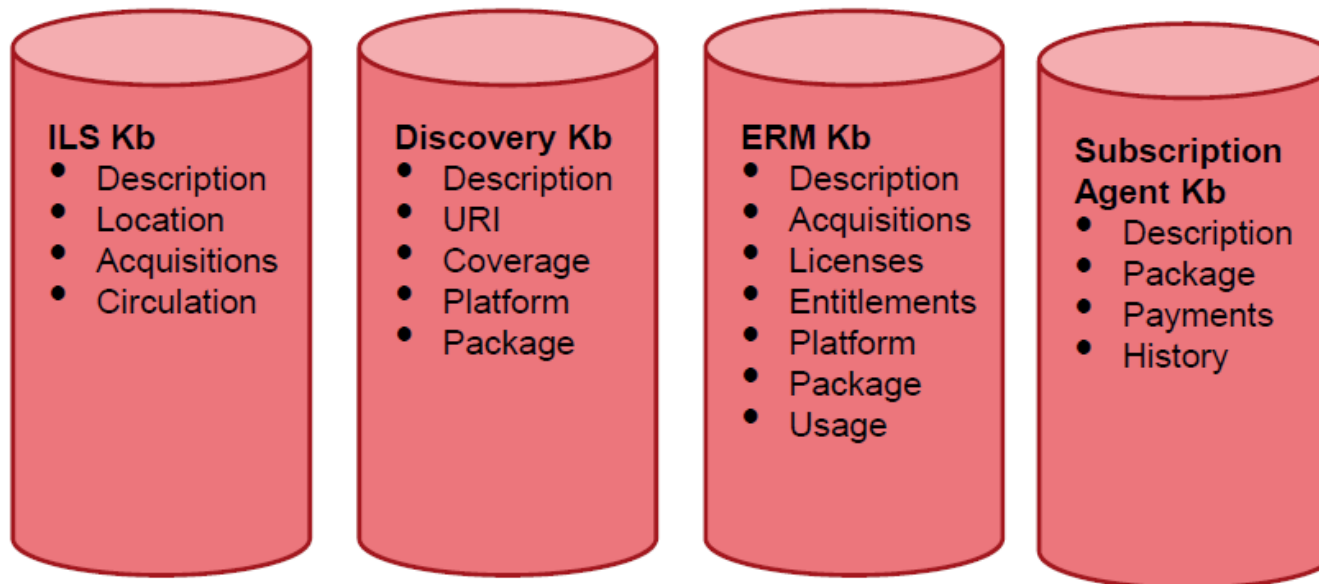 ILS Kb
• Description
• Location
• Acquisitions
• Circulation
Discovery Kb
• Description
• URI
• Coverage
• Platform
• Package
ERM Kb
• Description
• Acquisitions
• Licenses
• Entitlements
• Platform
• Package
• Usage
Subscription
Agent Kb
• Description
• Package
• Payments
• History